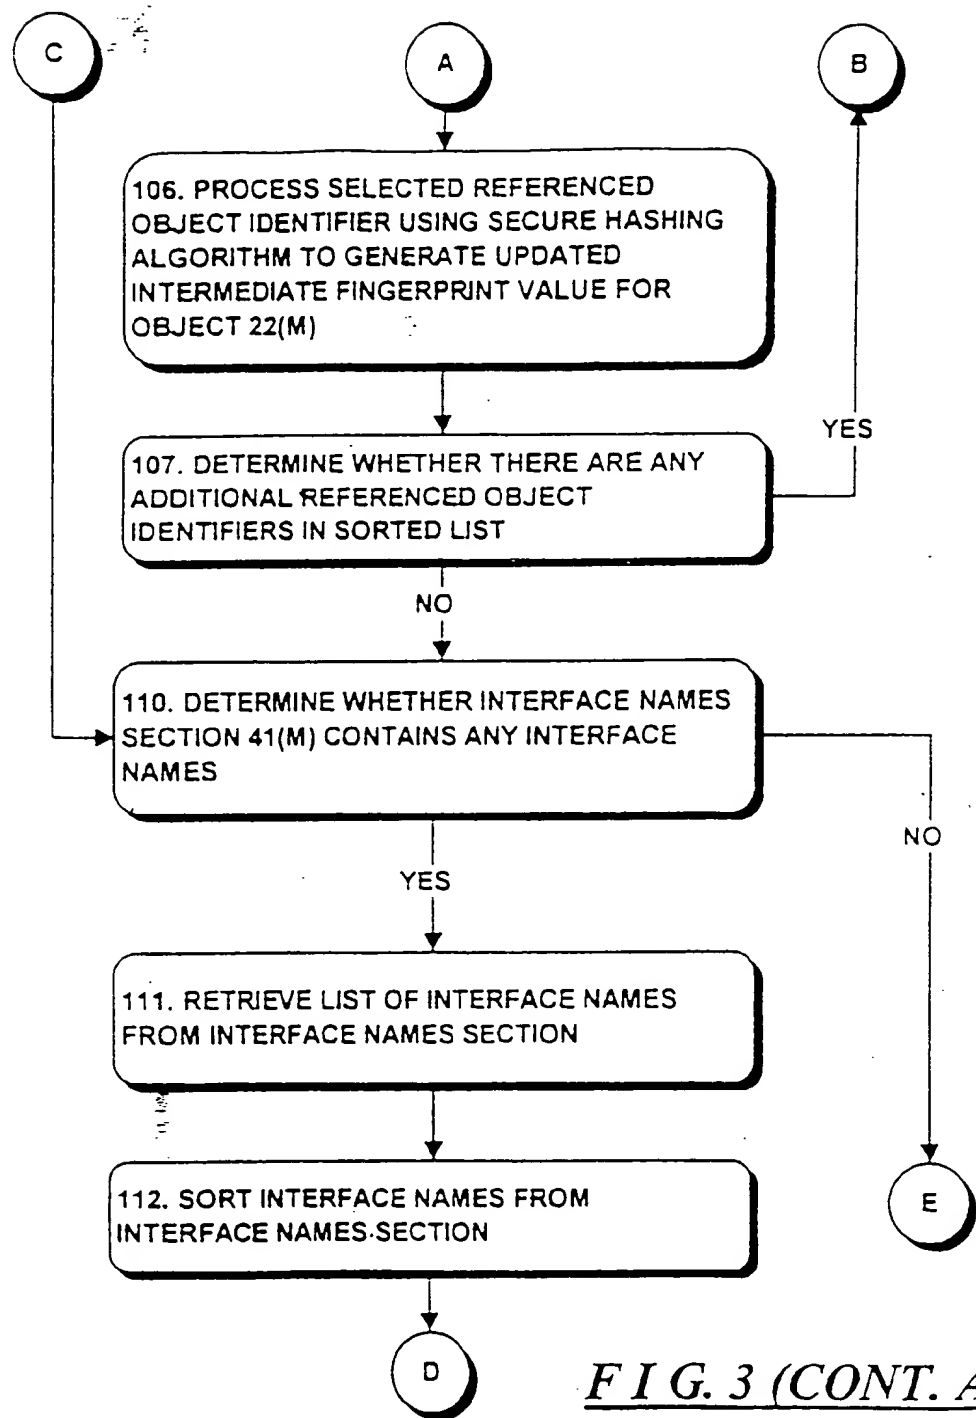 C
A
B
106. PROCESS SELECTED REFERENCED
OBJECT IDENTIFIER USING SECURE HASHING
ALGORITHM TO GENERATE UPDATED
INTERMEDIATE FINGERPRINT VALUE FOR
OBJECT 22(M)
YES
107. DETERMINE WHETHER THERE ARE ANY
ADDITIONAL REFERENCED OBJECT
IDENTIFIERS IN SORTED LIST
NO
110. DETERMINE WHETHER INTERFACE NAMES
SECTION 41(M) CONTAINS ANY INTERFACE
NAMES
NO
YES
111. RETRIEVE LIST OF INTERFACE NAMES
FROM INTERFACE NAMES SECTION
112. SORT INTERFACE NAMES FROM
INTERFACE NAMES SECTION
E
D
FIG. 3 (CONT. A